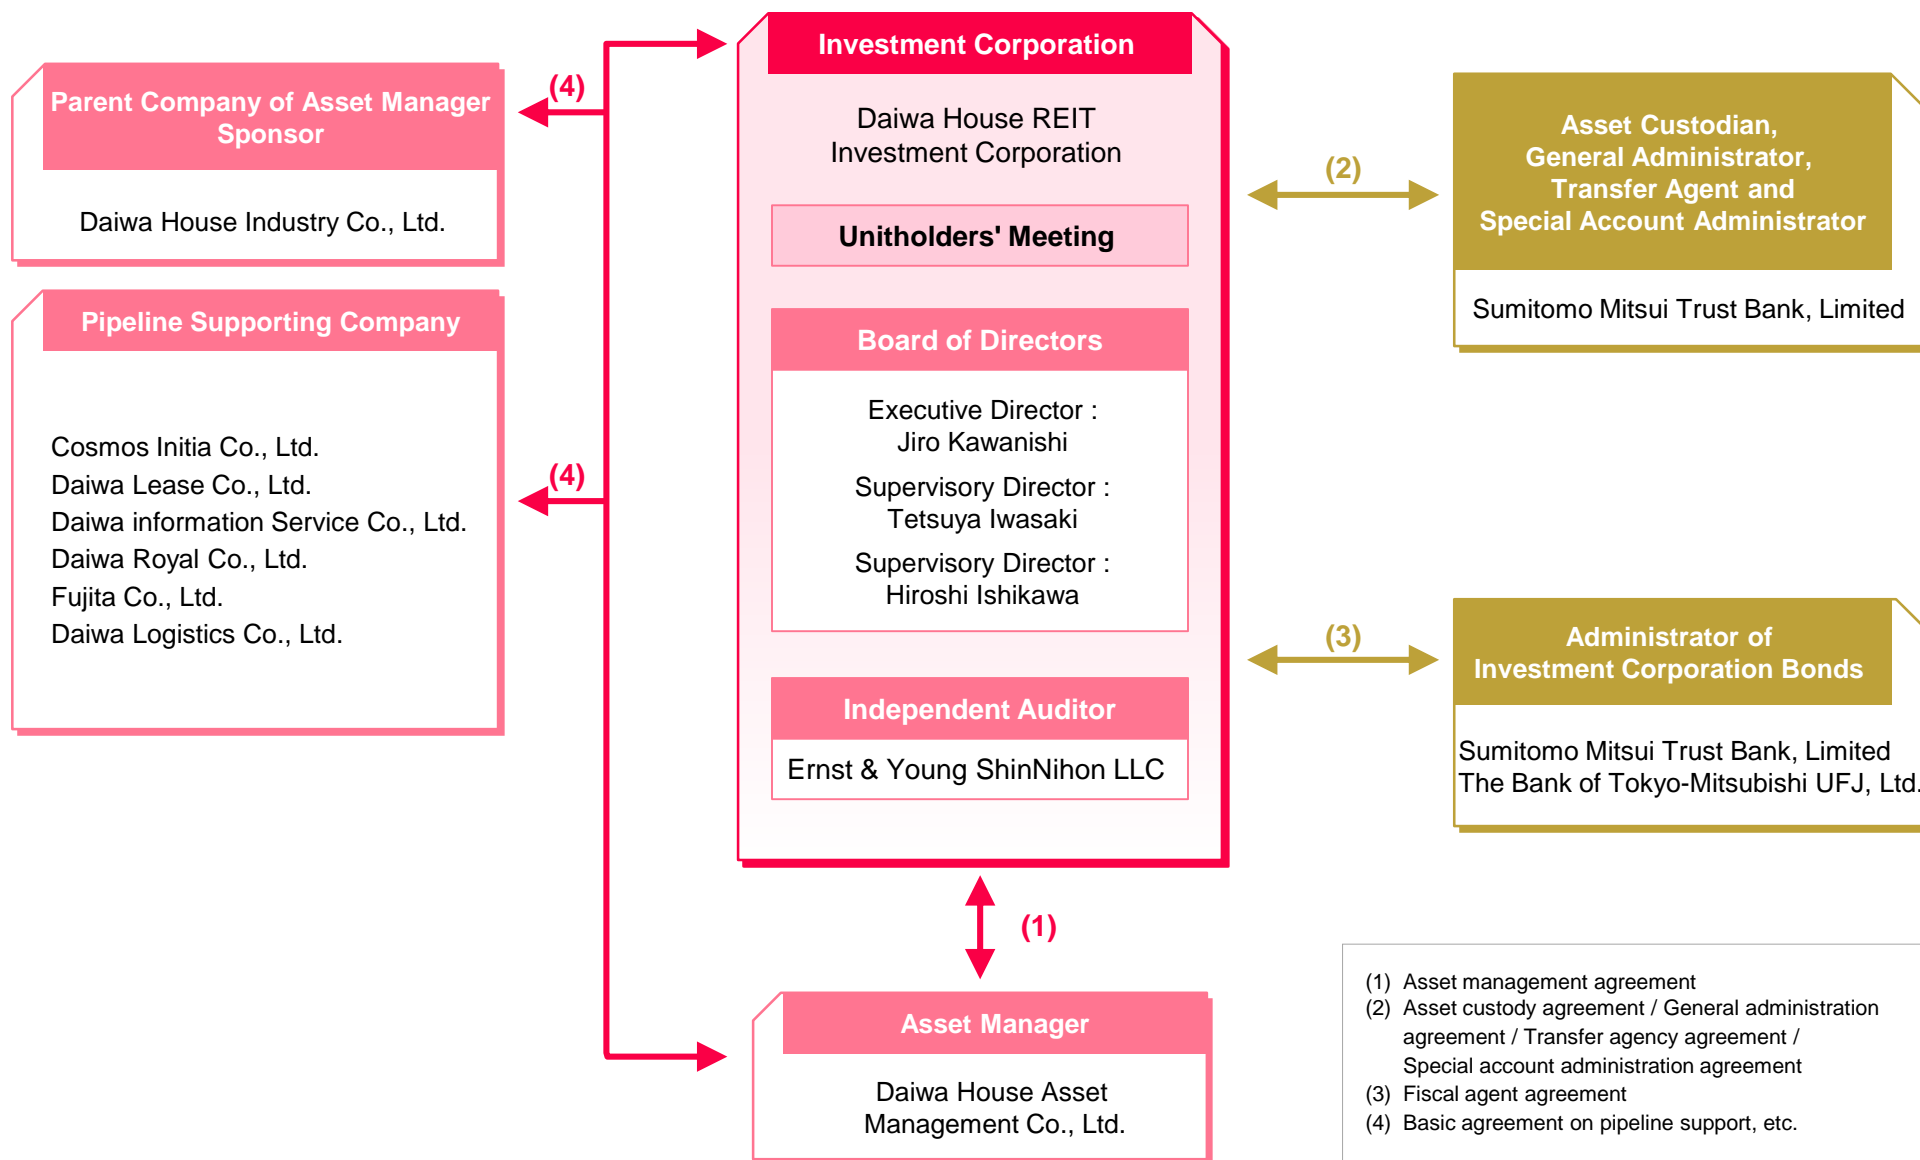 Parent Company of Asset Manager
Sponsor
Daiwa House Industry Co., Ltd.
(4)
Pipeline Supporting Company
Cosmos Initia Co., Ltd.
Daiwa Lease Co., Ltd.
Daiwa information Service Co., Ltd.
Daiwa Royal Co., Ltd.
Fujita Co., Ltd.
Daiwa Logistics Co., Ltd.
(4)
Investment Corporation
Daiwa House REIT
Investment Corporation
Unitholders' Meeting
Board of Directors
Executive Director :
Jiro Kawanishi
Supervisory Director :
Tetsuya Iwasaki
Supervisory Director :
Hiroshi Ishikawa
Independent Auditor
Ernst & Young ShinNihon LLC
(1)
Asset Manager
Daiwa House Asset
Management Co., Ltd.
(2)
Asset Custodian,
General Administrator,
Transfer Agent and
Special Account Administrator
Sumitomo Mitsui Trust Bank, Limited
(3)
Administrator of
Investment Corporation Bonds
Sumitomo Mitsui Trust Bank, Limited
The Bank of Tokyo-Mitsubishi UFJ, Ltd.
(1) Asset management agreement
(2) Asset custody agreement / General administration
agreement / Transfer agency agreement /
Special account administration agreement
(3) Fiscal agent agreement
(4) Basic agreement on pipeline support, etc.